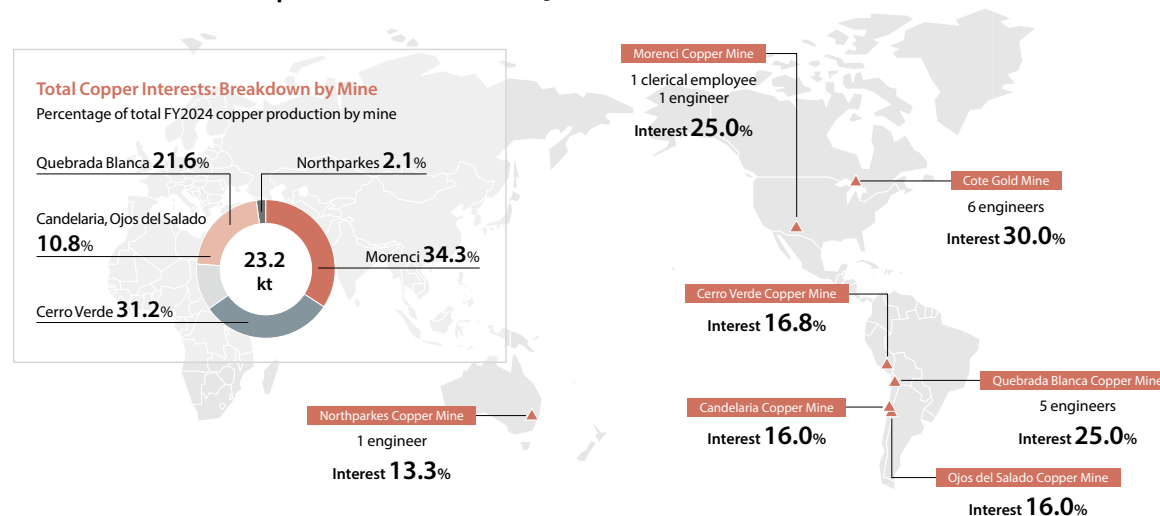 Total Copper Interests: Breakdown by Mine
Percentage of total FY2024 copper production by mine
Quebrada Blanca 21.6%
Northparkes 2.1%
Candelaria, Ojos del Salado
10.8%
23.2
kt
Morenci 34.3%
Cerro Verde 31.2%
Northparkes Copper Mine
1 engineer
Interest 13.3%
Morenci Copper Mine
1 clerical employee
1 engineer
Interest 25.0%
Cote Gold Mine
6 engineers
Interest 30.0%
Cerro Verde Copper Mine
Interest 16.8%
Quebrada Blanca Copper Mine
5 engineers
Interest 25.0%
Candelaria Copper Mine
Interest 16.0%
Ojos del Salado Copper Mine
Interest 16.0%